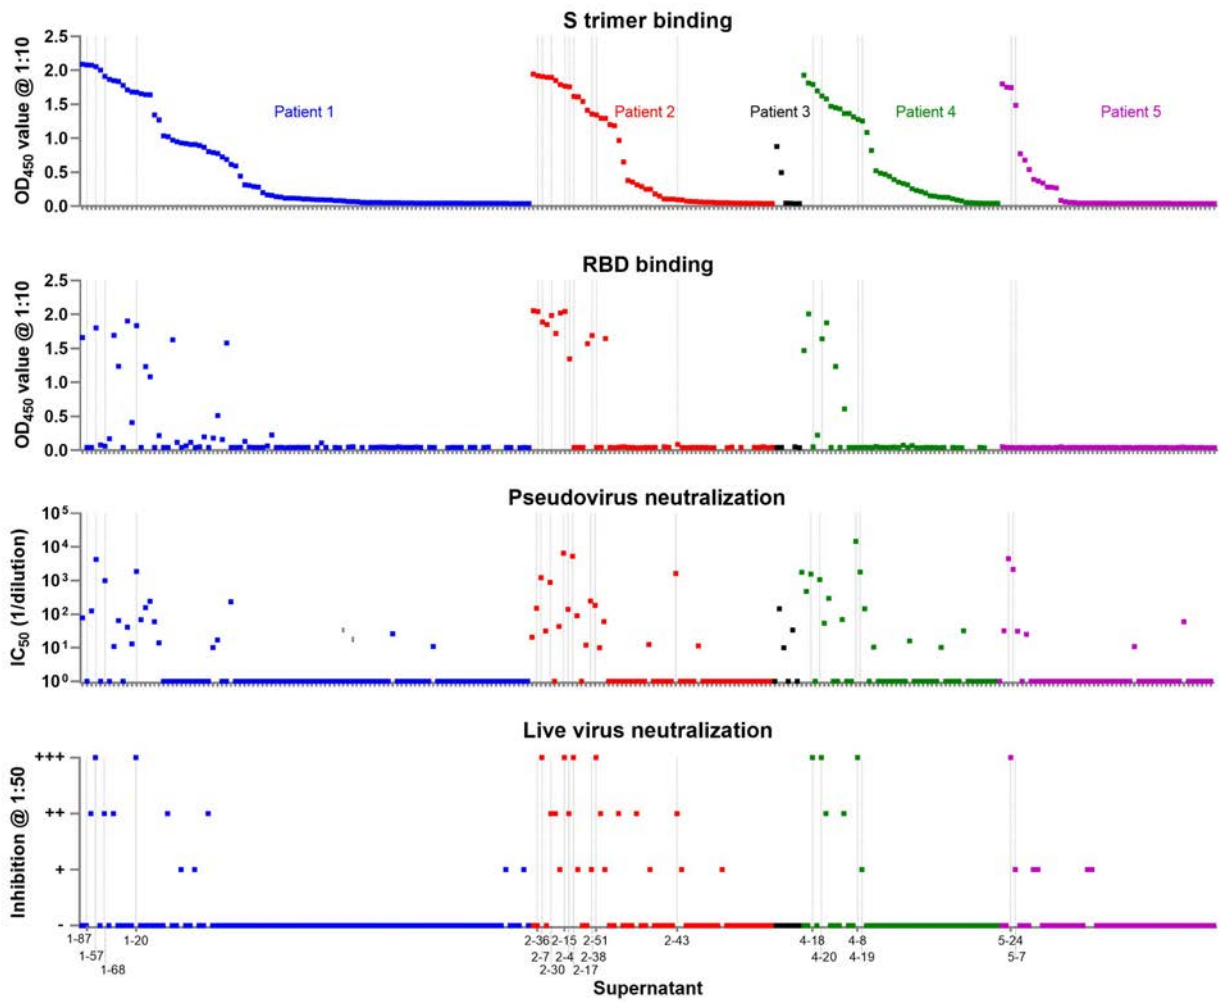 S trimer binding
OD450 value @ 1:10
2.5
2.0
1.5
1.0
0.5
0.0
Patient 1
Patient 2
Patient 3
Patient 4
Patient 5
RBD binding
OD450 value @ 1:10
2.5
2.0
1.5
1.0
0.5
0.0
Pseudovirus neutralization
IC50 (1/dilution)
10^5
10^4
10^3
10^2
10^1
10^0
Live virus neutralization
Inhibition @ 1:50
+++
++
+
-
1-87 1-20 2-36 2-15 2-51 2-43 4-18 4-8 5-24
1-57 2-7 2-4 2-38 4-20 4-19 5-7
1-68 2-30 2-17
Supernatant